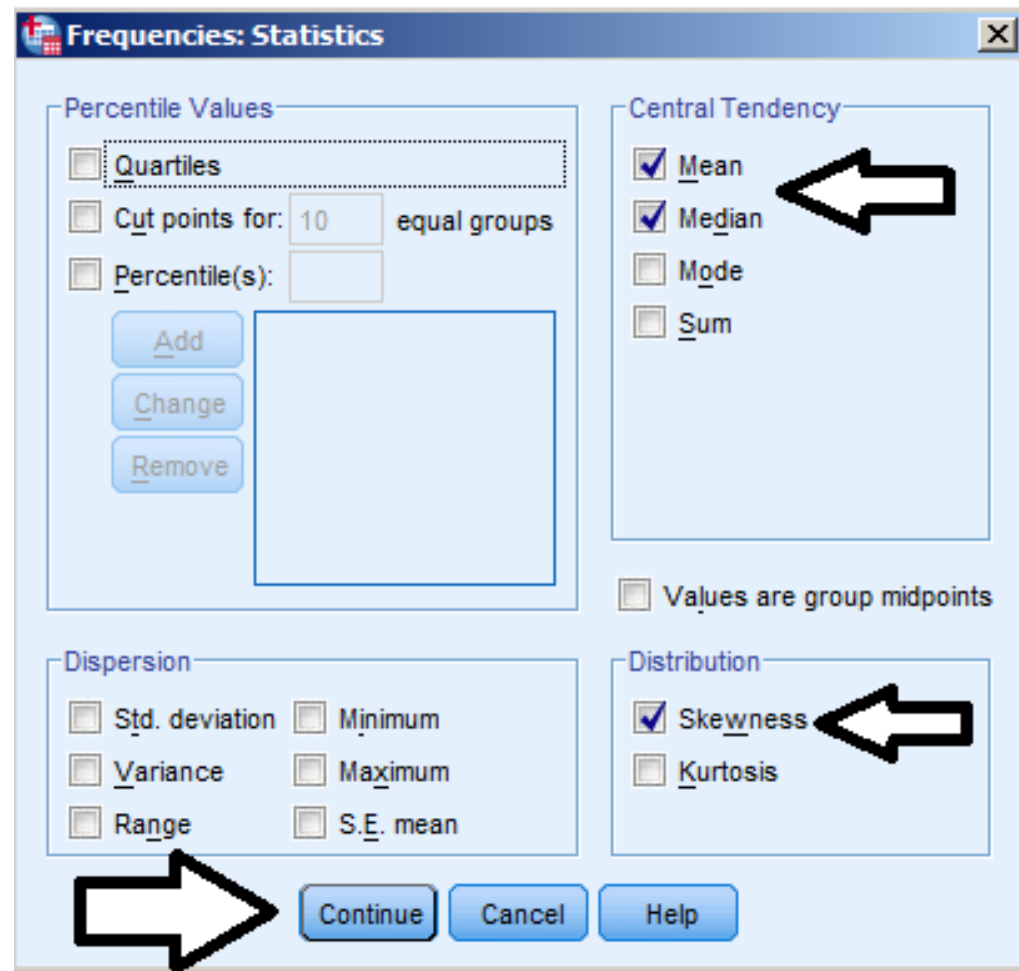 Frequencies: Statistics
Percentile Values
Quartiles
Cut points for: 10 equal groups
Percentile(s):
Add
Change
Remove
Central Tendency
Mean
Median
Mode
Sum
Values are group midpoints
Dispersion
Std. deviation Minimum
Variance Maximum
Range S.E. mean
Distribution
Skewness
Kurtosis
Continue Cancel Help